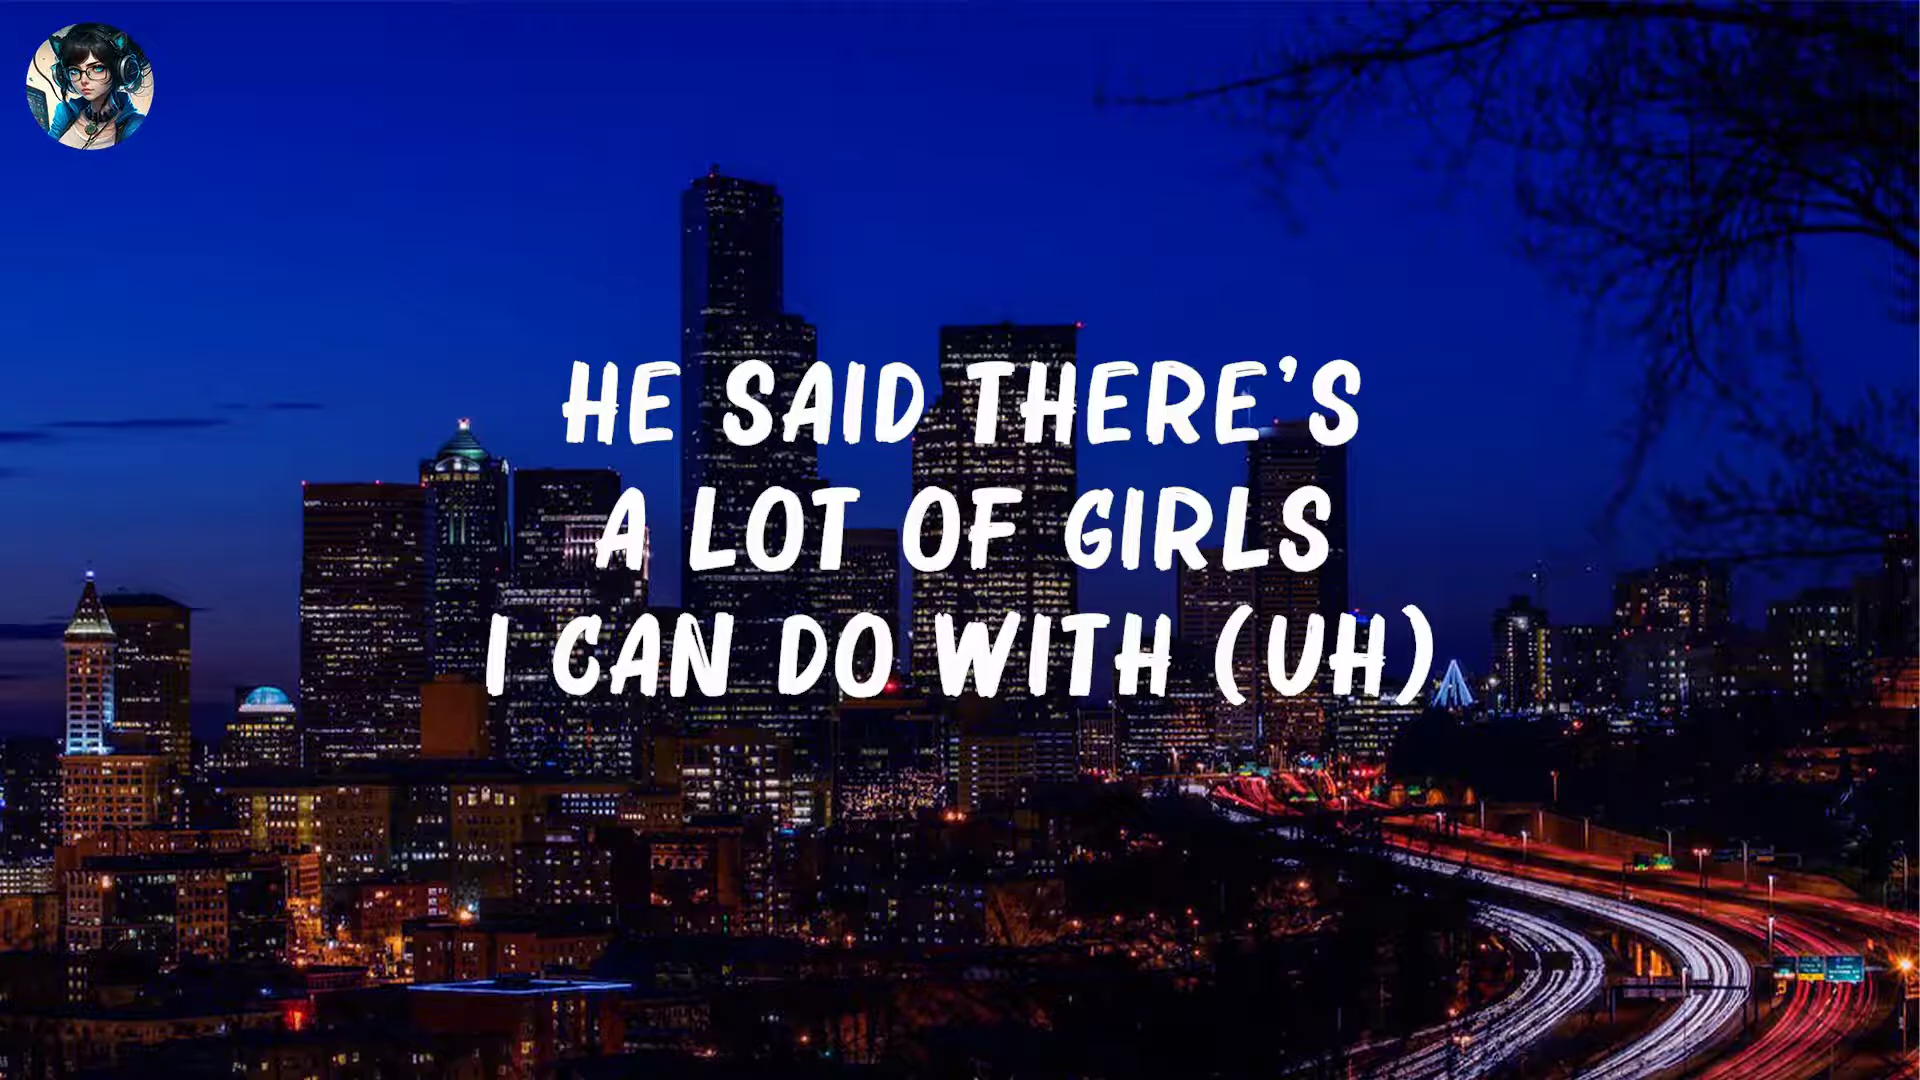 HE SAID THERE'S
A LOT OF GIRLS
I CAN DO WITH (UH)